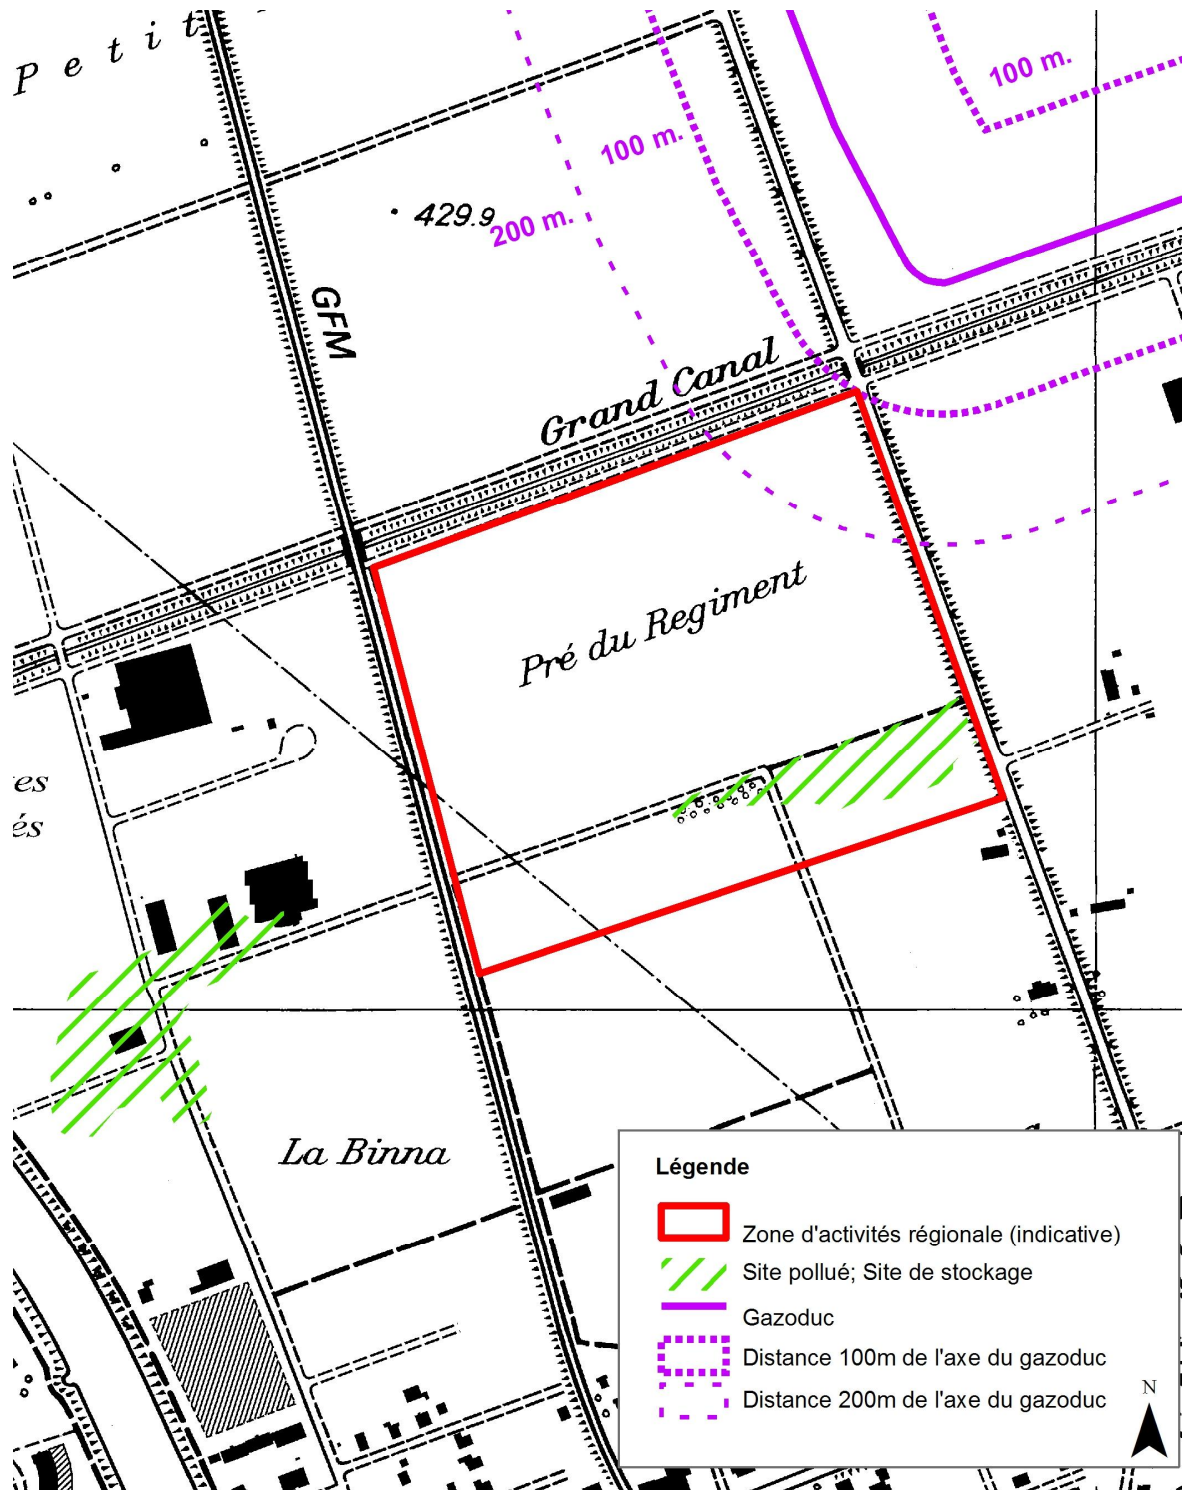 Petit
100 m.
100 m.
429.9
200 m.
GFM
Grand Canal
Pré du Regiment
es
és
La Binna
Légende
Zone d'activités régionale (indicative)
Site pollué; Site de stockage
Gazoduc
Distance 100m de l'axe du gazoduc
Distance 200m de l'axe du gazoduc
N